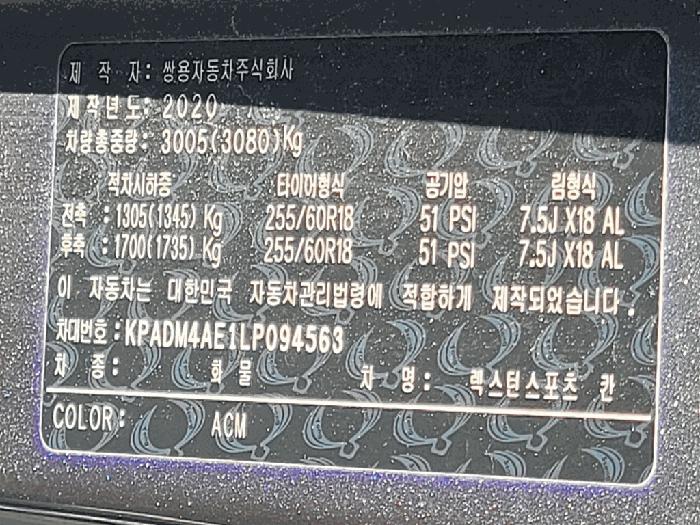 제 작 자: 쌍용자동차주식회사
제작년도: 2020
차량총중량: 3005(3080)Kg
적차시하중 타이어형식 공기압 림형식
전축 : 1305(1345) Kg 255/60R18 51 PSI 7.5J X18 AL
후축 : 1700(1735) Kg 255/60R18 51 PSI 7.5J X18 AL
이 자동차는 대한민국 자동차관리법령에 적합하게 제작되었습니다.
차대번호 : KPADM4AE1LP094563
차 종: 화 물 차 명: 렉스턴스포츠 칸
COLOR: ACM